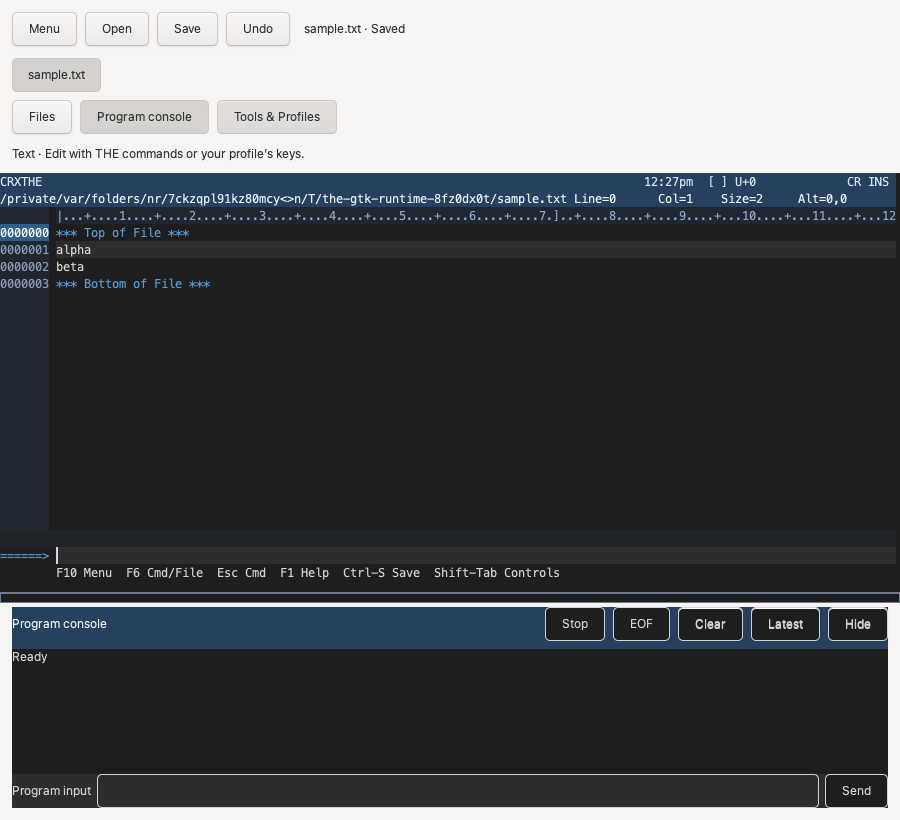 Menu Open Save Undo sample.txt · Saved
sample.txt
Files Program console Tools & Profiles
Text · Edit with THE commands or your profile’s keys.
CRXTHE 12:27pm [ ] U+0 CR INS
/private/var/folders/nr/7ckzqpl91kz80mcy<>n/T/the-gtk-runtime-8fz0dx0t/sample.txt Line=0 Col=1 Size=2 Alt=0,0
|...+....1....+....2....+....3....+....4....+....5....+....6....+....7.]..+....8....+....9....+...10....+...11....+...12
0000000 *** Top of File ***
0000001 alpha
0000002 beta
0000003 *** Bottom of File ***
======>
F10 Menu F6 Cmd/File Esc Cmd F1 Help Ctrl-S Save Shift-Tab Controls
Program console Stop EOF Clear Latest Hide
Ready
Program input Send